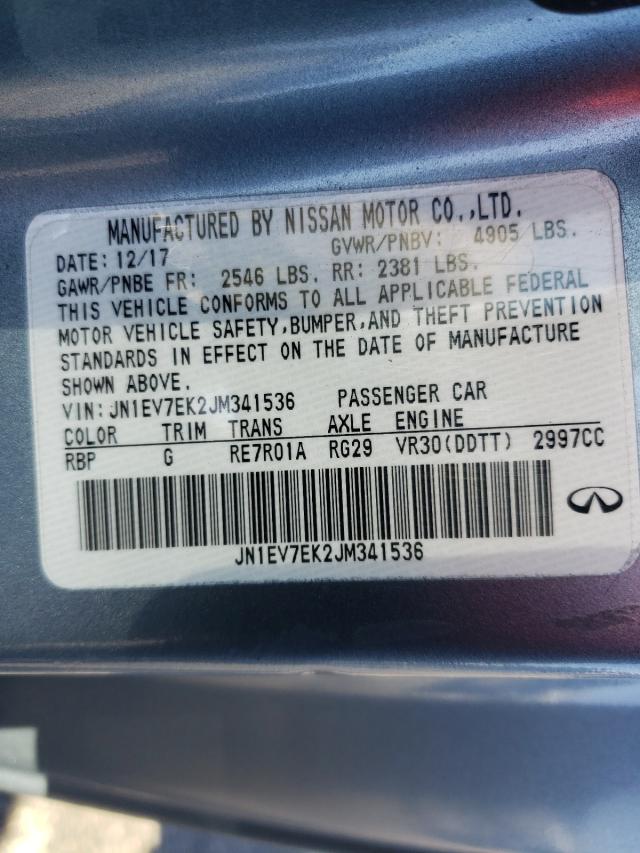 MANUFACTURED BY NISSAN MOTOR CO.,LTD.
DATE: 12/17 GVWR/PNBV: 4905 LBS.
GAWR/PNBE FR: 2546 LBS. RR: 2381 LBS.
THIS VEHICLE CONFORMS TO ALL APPLICABLE FEDERAL
MOTOR VEHICLE SAFETY,BUMPER,AND THEFT PREVENTION
STANDARDS IN EFFECT ON THE DATE OF MANUFACTURE
SHOWN ABOVE.
VIN: JN1EV7EK2JM341536 PASSENGER CAR
COLOR TRIM TRANS AXLE ENGINE
RBP G RE7R01A RG29 VR30(DDTT) 2997CC
JN1EV7EK2JM341536